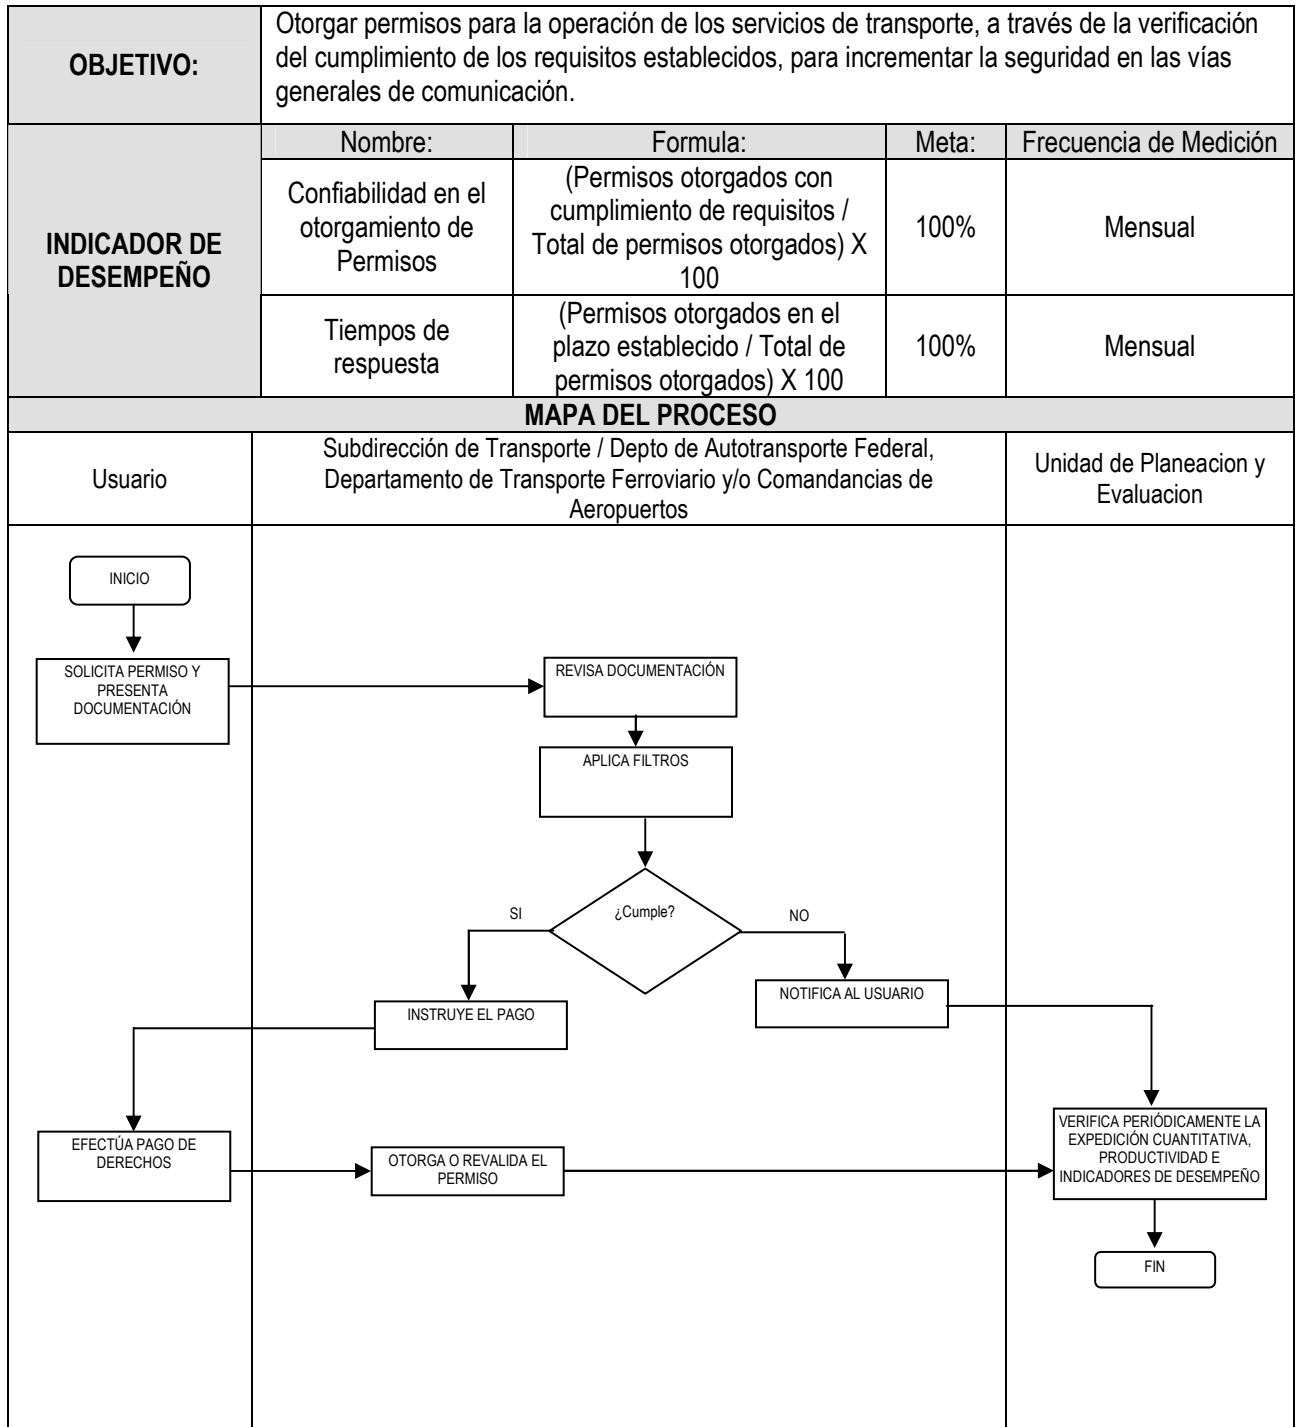 OBJETIVO:
Otorgar permisos para la operación de los servicios de transporte, a través de la verificación
del cumplimiento de los requisitos establecidos, para incrementar la seguridad en las vías
generales de comunicación.
INDICADOR DE
DESEMPEÑO
Nombre:
Formula:
Meta:
Frecuencia de Medición
Confiabilidad en el
otorgamiento de
Permisos
(Permisos otorgados con
cumplimiento de requisitos /
Total de permisos otorgados) X
100
100%
Mensual
Tiempos de
respuesta
(Permisos otorgados en el
plazo establecido / Total de
permisos otorgados) X 100
100%
Mensual
MAPA DEL PROCESO
Usuario
Subdirección de Transporte / Depto de Autotransporte Federal,
Departamento de Transporte Ferroviario y/o Comandancias de
Aeropuertos
Unidad de Planeacion y
Evaluacion
INICIO
SOLICITA PERMISO Y
PRESENTA
DOCUMENTACIÓN
REVISA DOCUMENTACIÓN
APLICA FILTROS
¿Cumple?
SI
NO
NOTIFICA AL USUARIO
INSTRUYE EL PAGO
EFECTÚA PAGO DE
DERECHOS
OTORGA O REVALIDA EL
PERMISO
VERIFICA PERIÓDICAMENTE LA
EXPEDICIÓN CUANTITATIVA,
PRODUCTIVIDAD E
INDICADORES DE DESEMPEÑO
FIN